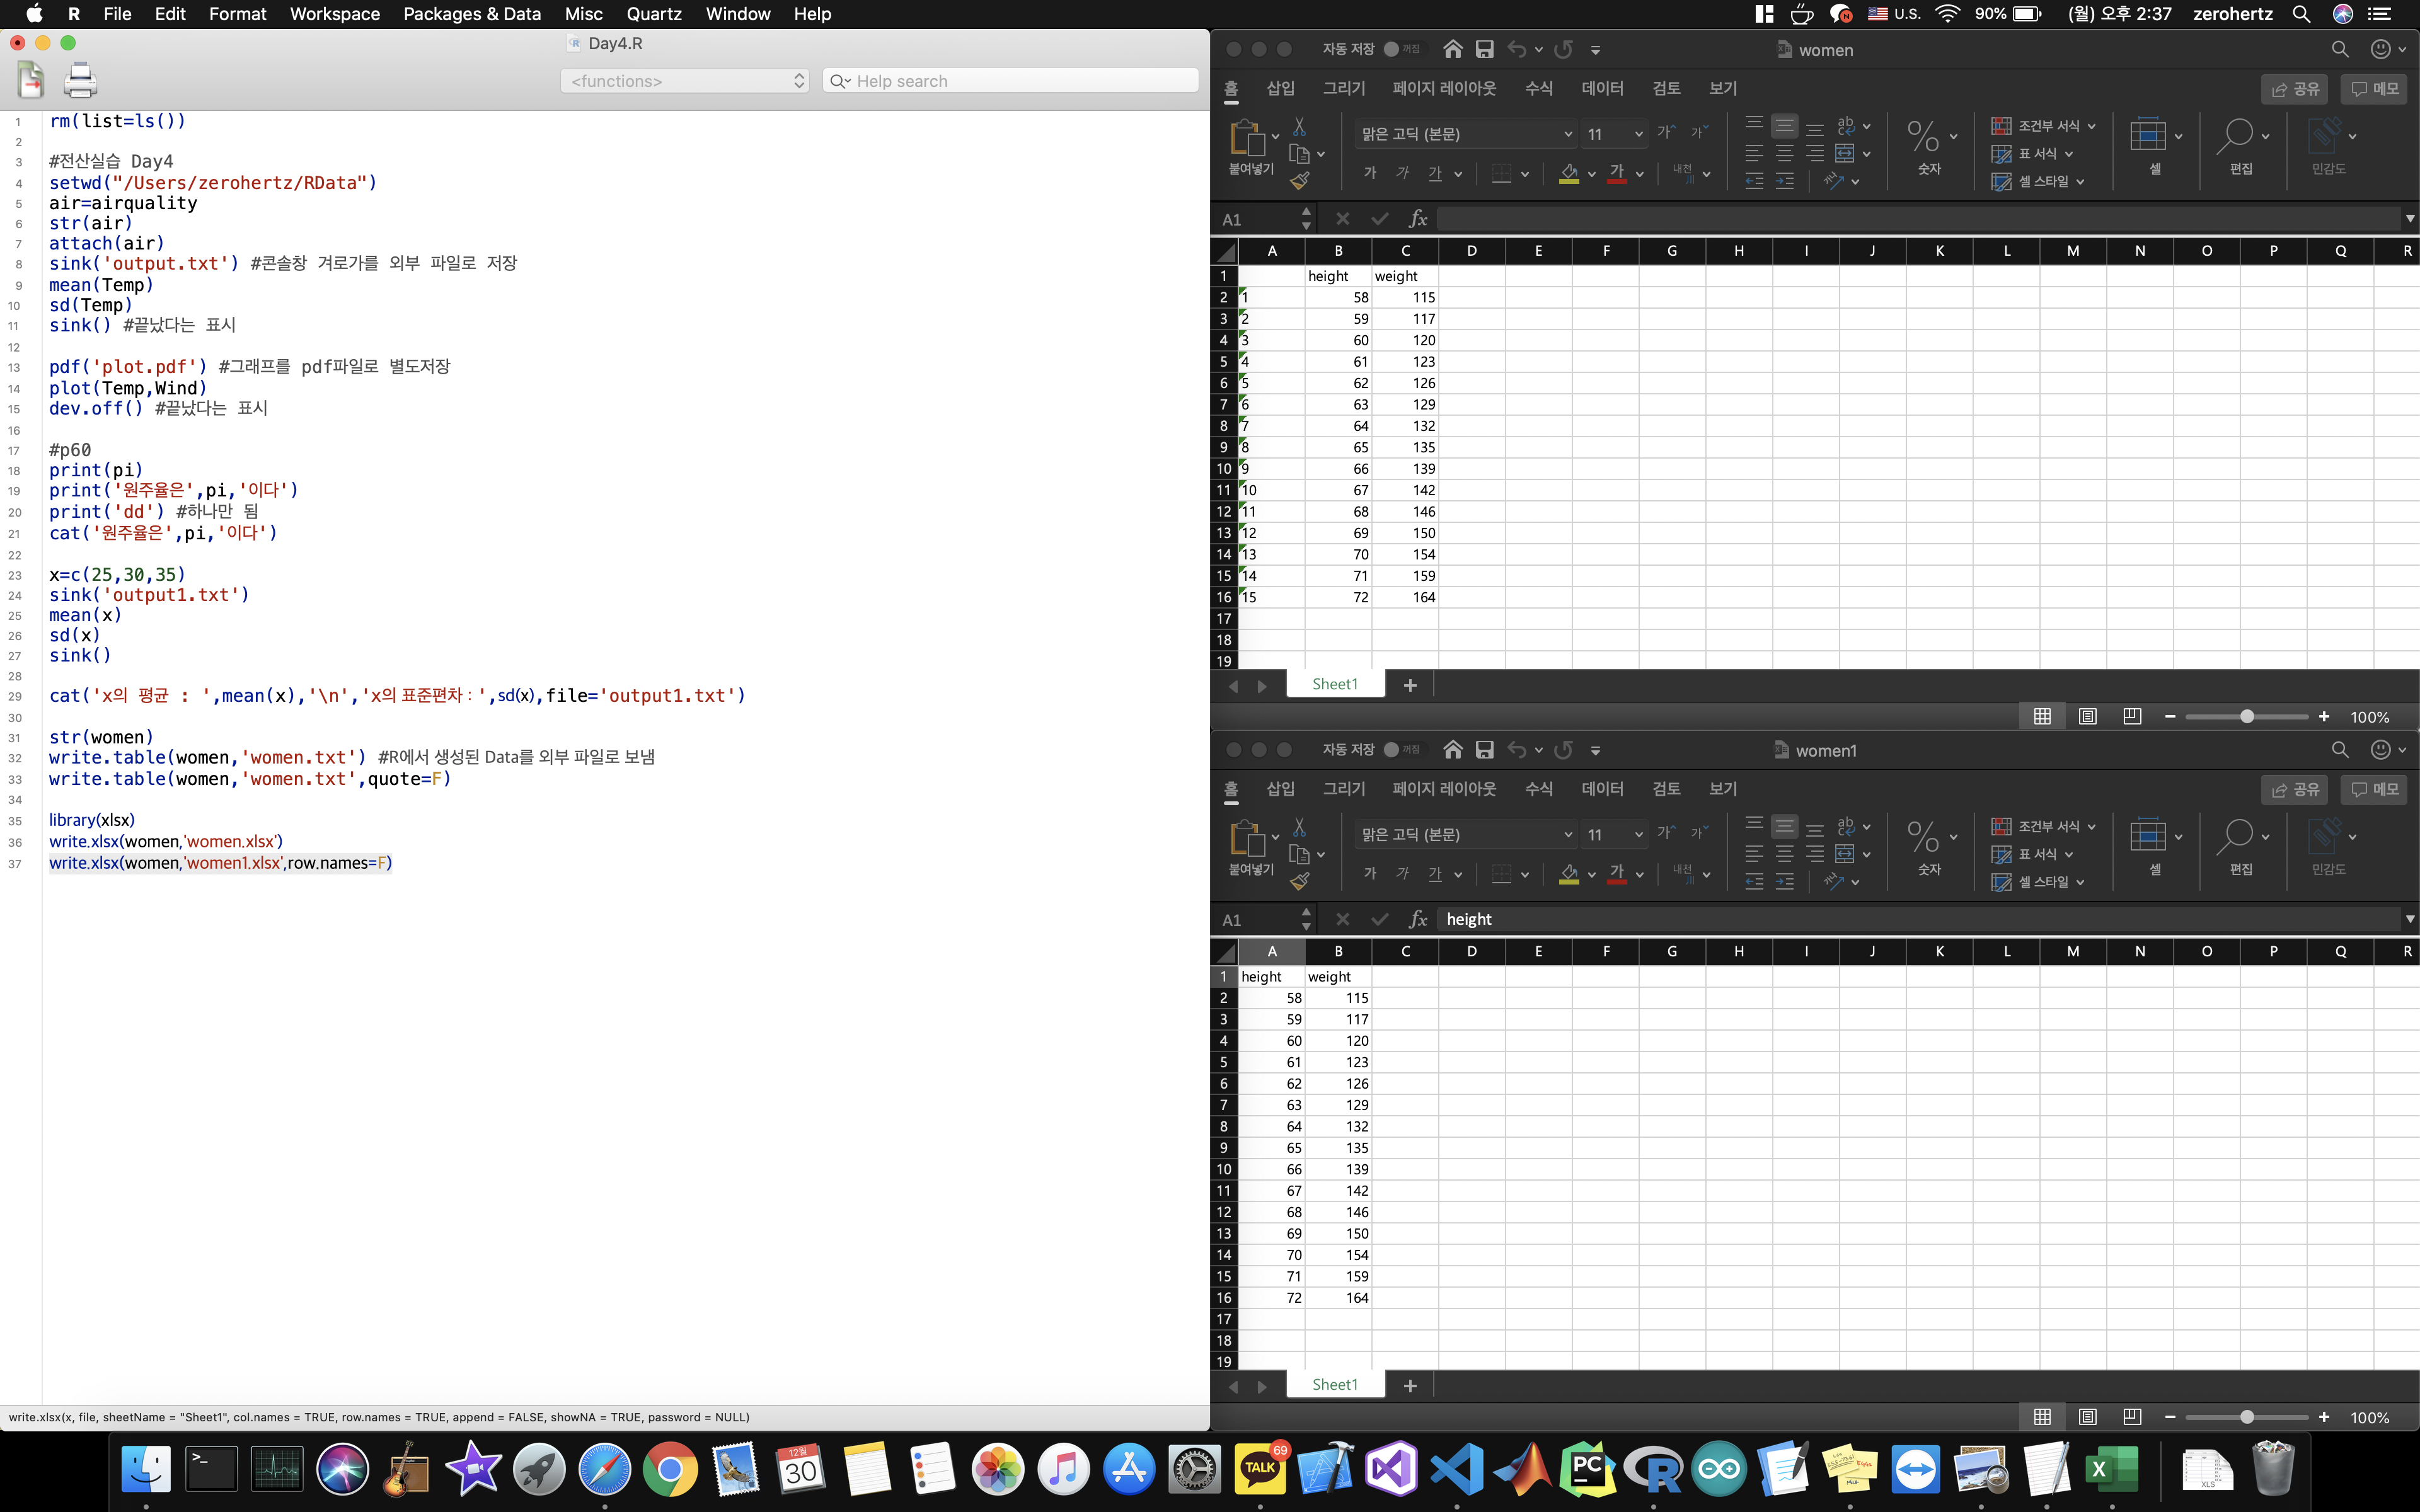 R File Edit Format Workspace Packages & Data Misc Quartz Window Help
U.S. 90% (월) 오후 2:37 zerohertz
Day4.R
<functions> Help search
1 rm(list=ls())
2
3 #전산실습 Day4
4 setwd("/Users/zerohertz/RData")
5 air=airquality
6 str(air)
7 attach(air)
8 sink('output.txt') #콘솔창 겨로가를 외부 파일로 저장
9 mean(Temp)
10 sd(Temp)
11 sink() #끝났다는 표시
12
13 pdf('plot.pdf') #그래프를 pdf파일로 별도저장
14 plot(Temp,Wind)
15 dev.off() #끝났다는 표시
16
17 #p60
18 print(pi)
19 print('원주율은',pi,'이다')
20 print('dd') #하나만 됨
21 cat('원주율은',pi,'이다')
22
23 x=c(25,30,35)
24 sink('output1.txt')
25 mean(x)
26 sd(x)
27 sink()
28
29 cat('x의 평균 : ',mean(x),'\n','x의 표준편차 : ',sd(x),file='output1.txt')
30
31 str(women)
32 write.table(women,'women.txt') #R에서 생성된 Data를 외부 파일로 보냄
33 write.table(women,'women.txt',quote=F)
34
35 library(xlsx)
36 write.xlsx(women,'women.xlsx')
37 write.xlsx(women,'women1.xlsx',row.names=F)
write.xlsx(x, file, sheetName = "Sheet1", col.names = TRUE, row.names = TRUE, append = FALSE, showNA = TRUE, password = NULL)
자동 저장 꺼짐 women
홈 삽입 그리기 페이지 레이아웃 수식 데이터 검토 보기 공유 메모
붙여넣기 맑은 고딕 (본문) 11 가 가 숫자 조건부 서식 셀 편집 민감도
표 서식
가 가 가 가 내천 셀 스타일
A1 fx
A B C D E F G H I J K L M N O P Q R
1 height weight
2 1 58 115
3 2 59 117
4 3 60 120
5 4 61 123
6 5 62 126
7 6 63 129
8 7 64 132
9 8 65 135
10 9 66 139
11 10 67 142
12 11 68 146
13 12 69 150
14 13 70 154
15 14 71 159
16 15 72 164
17
18
19
Sheet1
100%
자동 저장 꺼짐 women1
홈 삽입 그리기 페이지 레이아웃 수식 데이터 검토 보기 공유 메모
붙여넣기 맑은 고딕 (본문) 11 가 가 숫자 조건부 서식 셀 편집 민감도
표 서식
가 가 가 가 내천 셀 스타일
A1 fx height
A B C D E F G H I J K L M N O P Q R
1 height weight
2 58 115
3 59 117
4 60 120
5 61 123
6 62 126
7 63 129
8 64 132
9 65 135
10 66 139
11 67 142
12 68 146
13 69 150
14 70 154
15 71 159
16 72 164
17
18
19
Sheet1
100%
12월 30 TALK 69 PC R X XLS